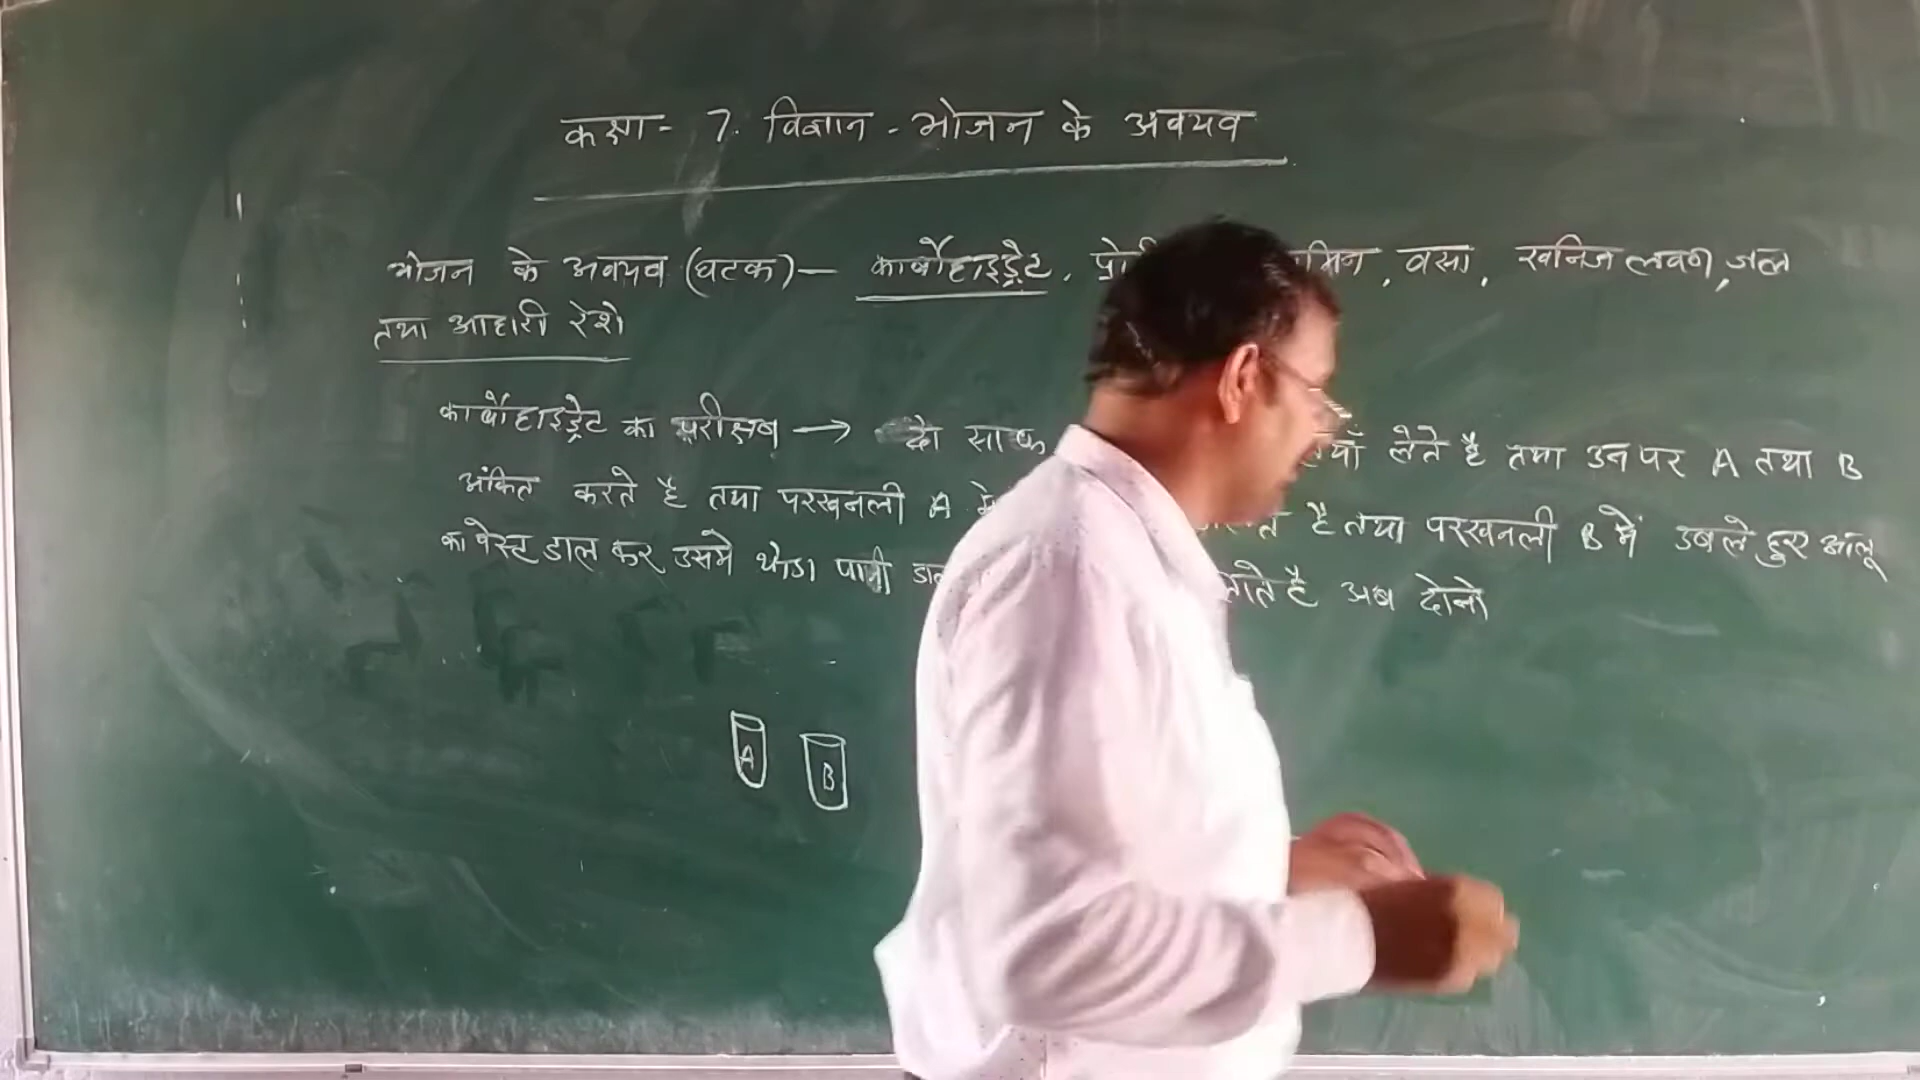 कक्षा- 7. विज्ञान - भोजन के अवयव
भोजन के अवयव (घटक)— कार्बोहाइड्रेट, प्रो मिन, वसा, खनिज लवण, जल
तथा आहारी रेशे
कार्बोहाइड्रेट का परीक्षण → दो साफ लेते है तथा उन पर A तथा B
अंकित करते है तथा परखनली A में है तथा परखनली B में उबले हुए आलू
का पेस्ट डाल कर उसमे थोडा पानी है अब दोनो
A
B